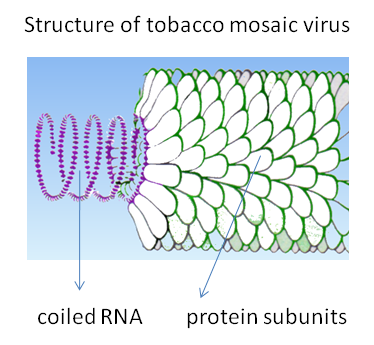 Structure of tobacco mosaic virus
coiled RNA
protein subunits